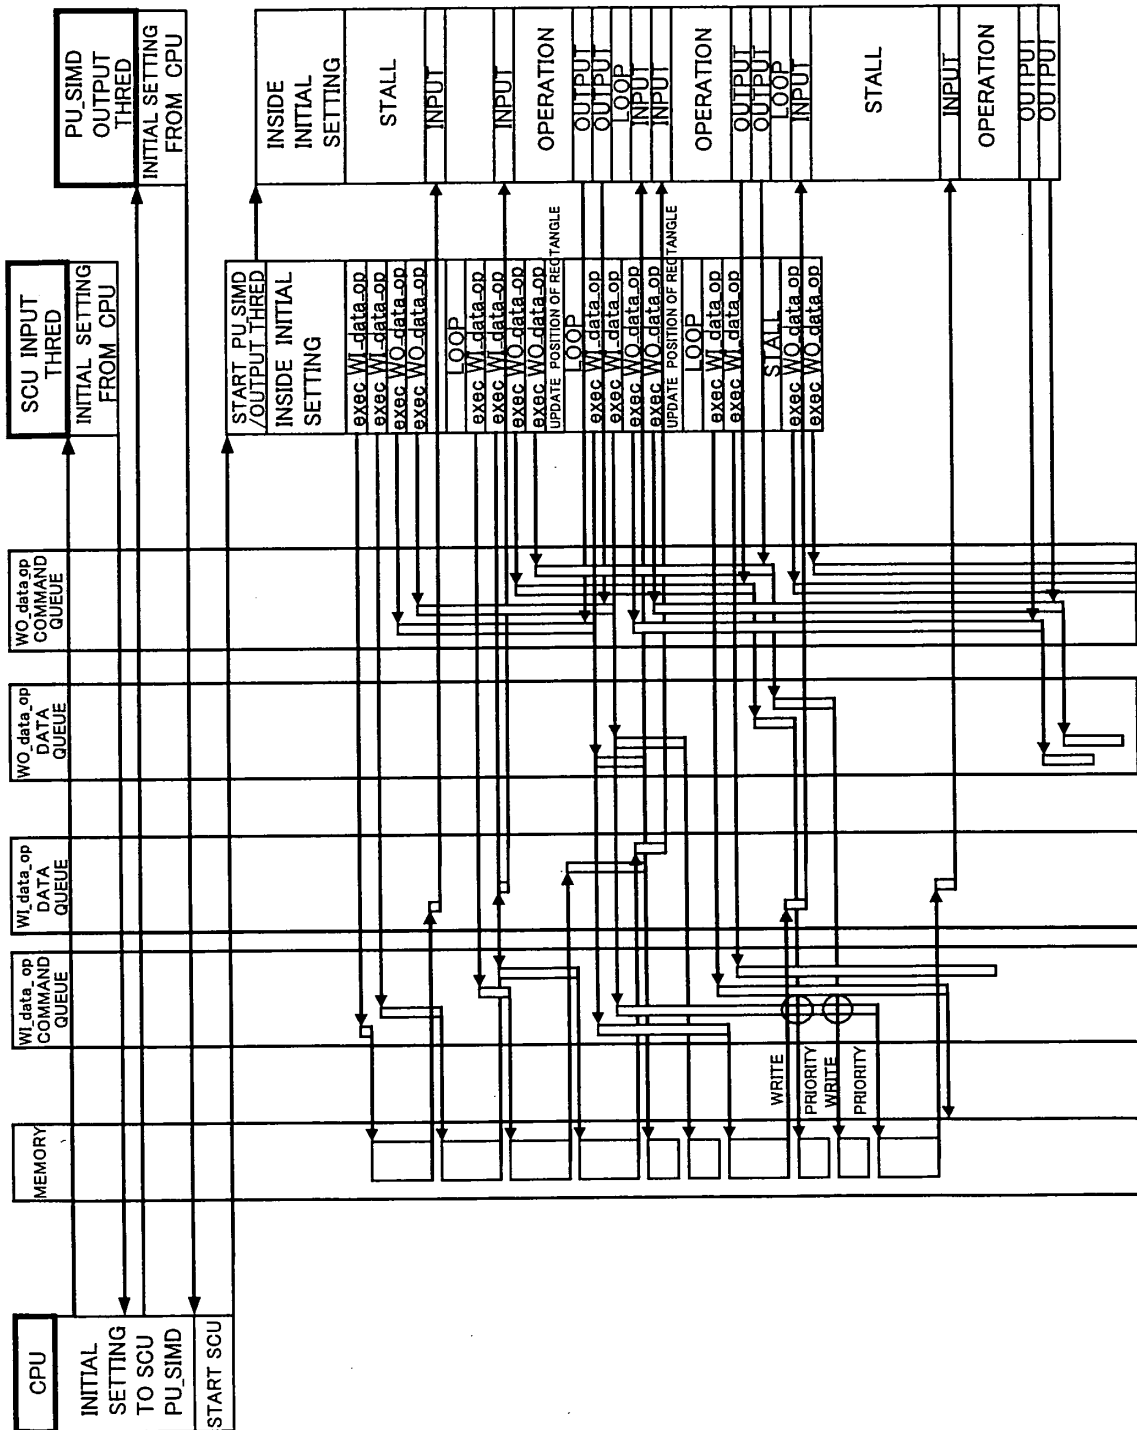 PU_SIMD
OUTPUT
THRED
INITIAL SETTING
FROM CPU
INSIDE
INITIAL
SETTING
STALL
INPUT
INPUT
OPERATION
OUTPUT
OUTPUT
LOOP
INPUT
INPUT
OPERATION
OUTPUT
OUTPUT
LOOP
INPUT
STALL
INPUT
OPERATION
OUTPUT
OUTPUT
SCU INPUT
THRED
INITIAL SETTING
FROM CPU
START PU_SIMD
/OUTPUT THRED
INSIDE INITIAL
SETTING
exec WI_data_op
exec WI_data_op
exec WO_data_op
exec WO_data_op
LOOP
exec WI_data_op
exec WI_data_op
exec WO_data_op
exec WO_data_op
UPDATE POSITION OF RECTANGLE
LOOP
exec WI_data_op
exec WI_data_op
exec WO_data_op
exec WO_data_op
UPDATE POSITION OF RECTANGLE
LOOP
exec WI_data_op
exec WI_data_op
STALL
exec WO_data_op
exec WO_data_op
WO_data_op
COMMAND
QUEUE
WO_data_op
DATA
QUEUE
WI_data_op
DATA
QUEUE
WI_data_op
COMMAND
QUEUE
WRITE
PRIORITY
WRITE
PRIORITY
MEMORY
CPU
INITIAL
SETTING
TO SCU
PU_SIMD
START SCU